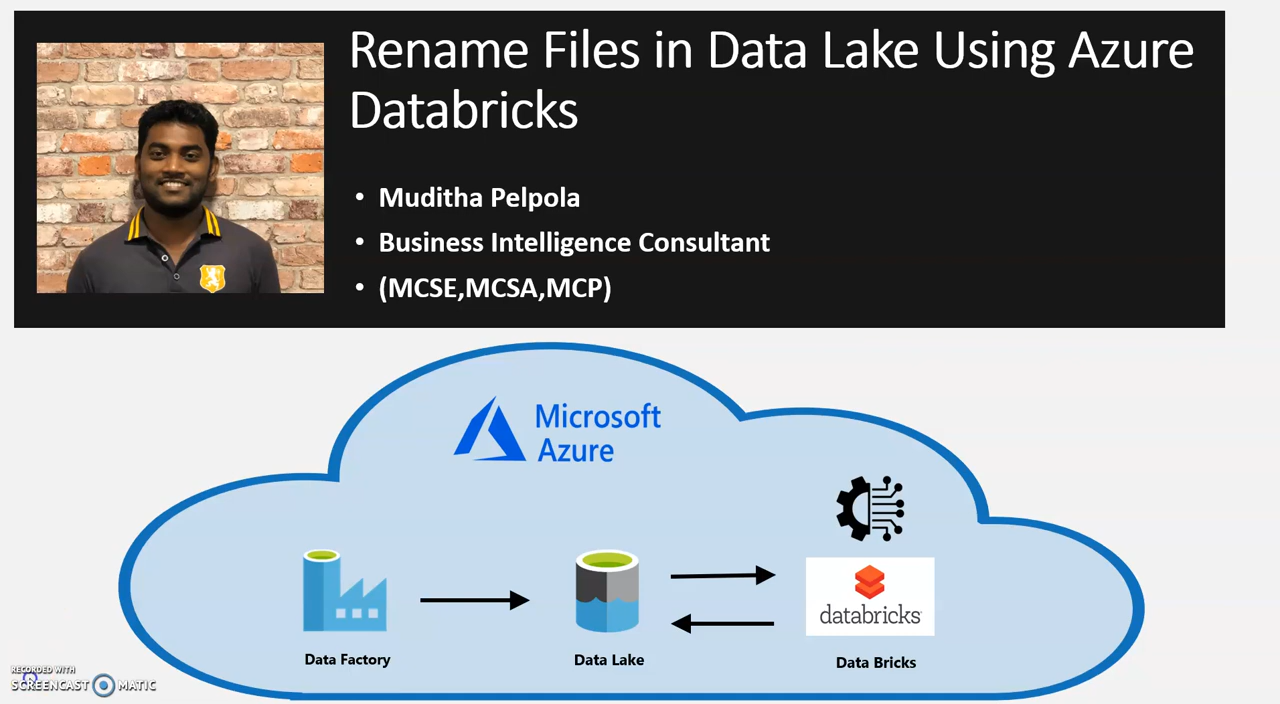 Rename Files in Data Lake Using Azure
Databricks
• Muditha Pelpola
• Business Intelligence Consultant
• (MCSE,MCSA,MCP)
Microsoft
Azure
databricks
Data Factory
Data Lake
Data Bricks
RECORDED WITH
SCREENCAST MATIC